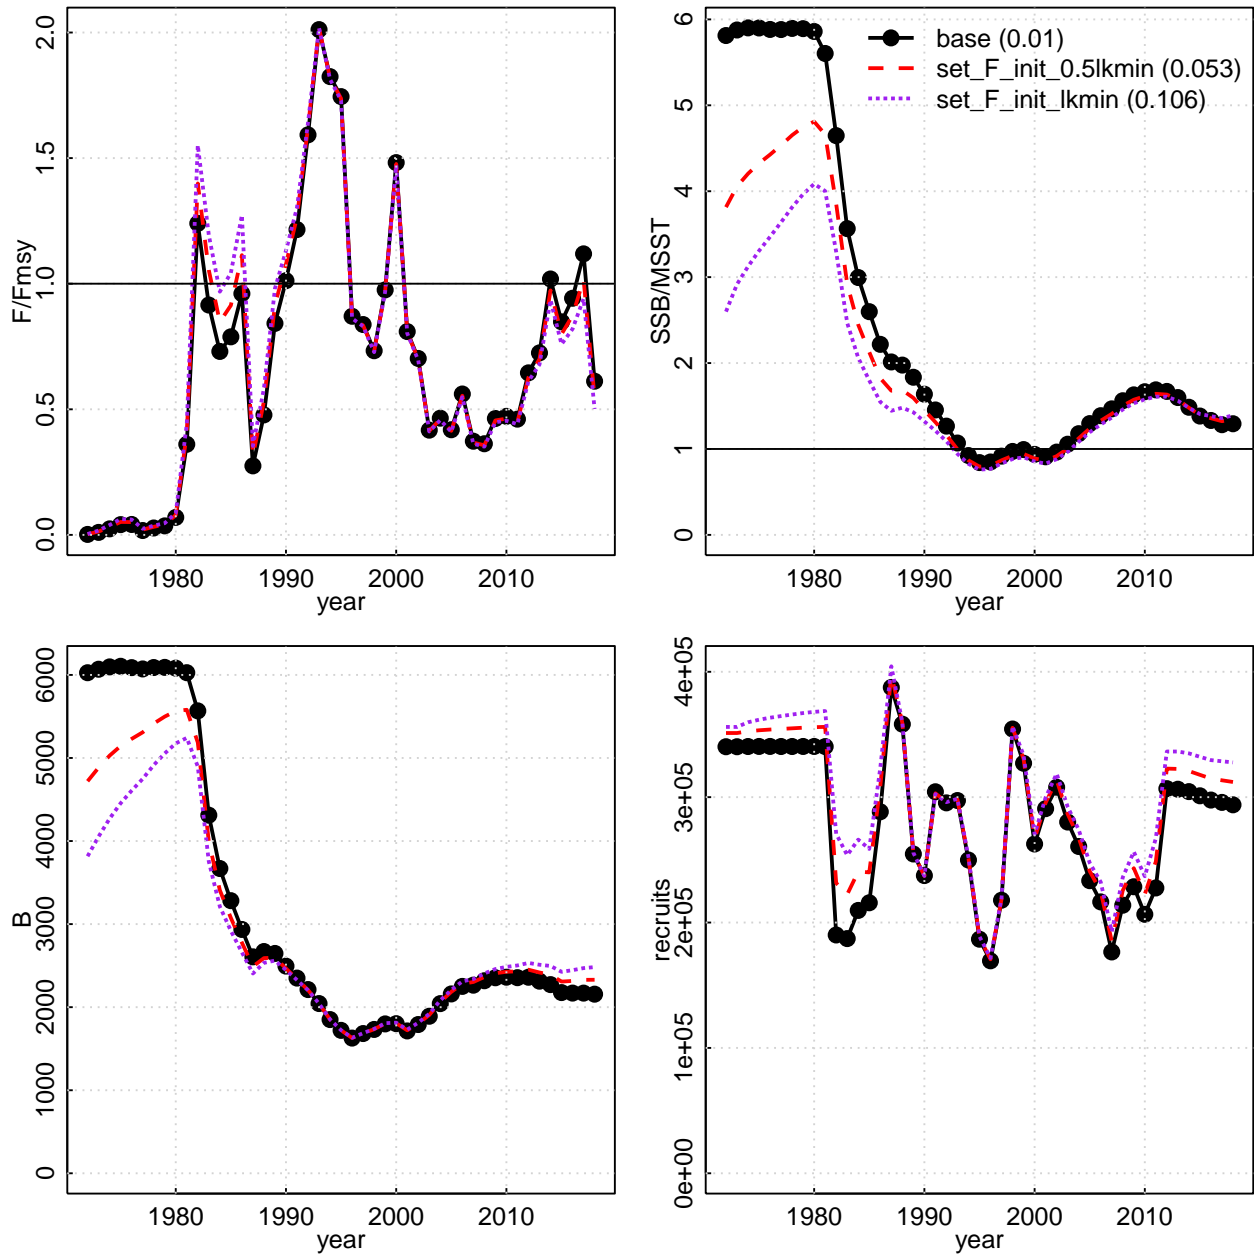 2.0
1.5
1.0
0.5
0.0
F/Fmsy
1980 1990 2000 2010
year
6
5
4
3
2
1
0
SSB/MSST
base (0.01)
set_F_init_0.5lkmin (0.053)
set_F_init_lkmin (0.106)
1980 1990 2000 2010
year
6000
5000
4000
3000
2000
1000
0
B
1980 1990 2000 2010
year
4e+05
3e+05
2e+05
1e+05
0e+00
recruits
1980 1990 2000 2010
year